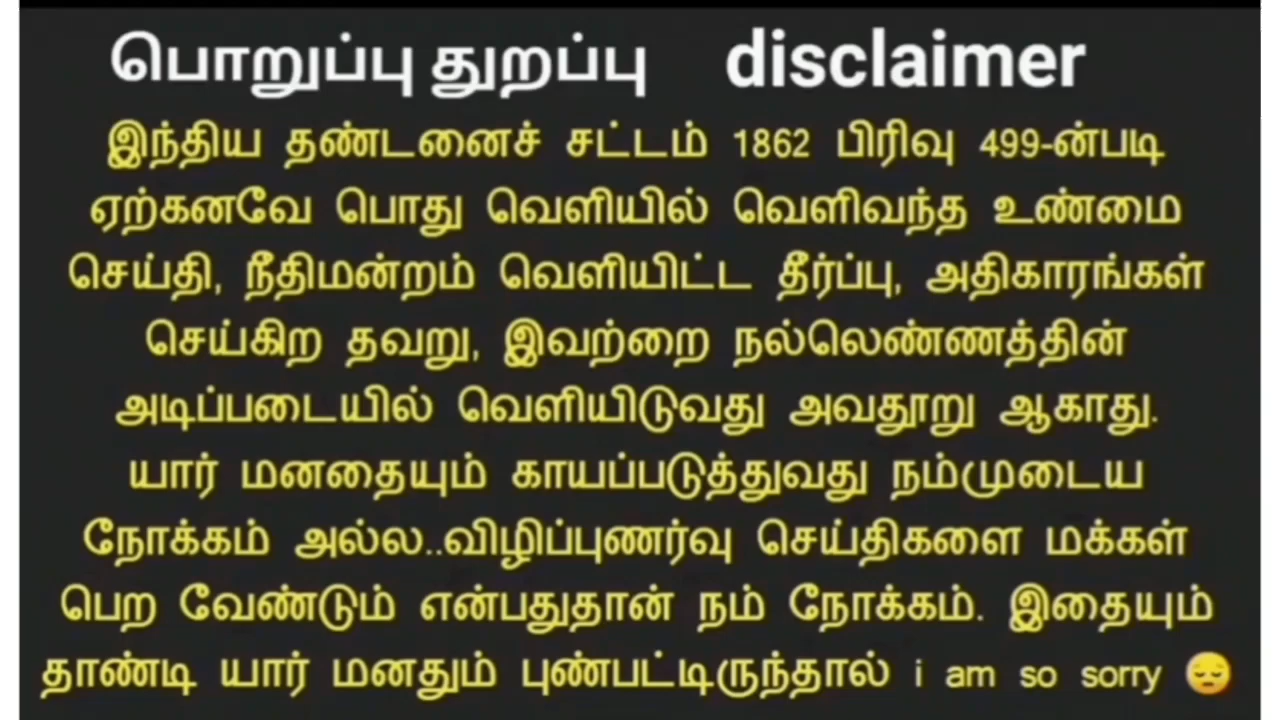 பொறுப்பு துறப்பு disclaimer
இந்திய தண்டனைச் சட்டம் 1862 பிரிவு 499-ன்படி
ஏற்கனவே பொது வெளியில் வெளிவந்த உண்மை
செய்தி, நீதிமன்றம் வெளியிட்ட தீர்ப்பு, அதிகாரங்கள்
செய்கிற தவறு, இவற்றை நல்லெண்ணத்தின்
அடிப்படையில் வெளியிடுவது அவதூறு ஆகாது.
யார் மனதையும் காயப்படுத்துவது நம்முடைய
நோக்கம் அல்ல..விழிப்புணர்வு செய்திகளை மக்கள்
பெற வேண்டும் என்பதுதான் நம் நோக்கம். இதையும்
தாண்டி யார் மனதும் புண்பட்டிருந்தால் i am so sorry 😔